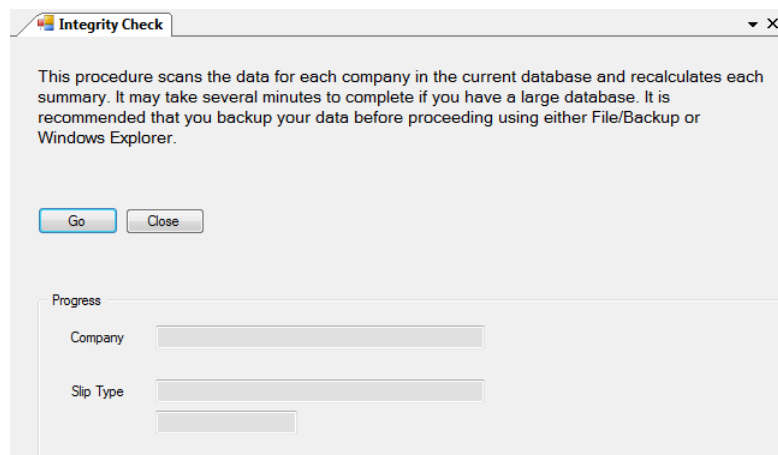 Integrity Check
This procedure scans the data for each company in the current database and recalculates each
summary. It may take several minutes to complete if you have a large database. It is
recommended that you backup your data before proceeding using either File/Backup or
Windows Explorer.
Go Close
Progress
Company
Slip Type